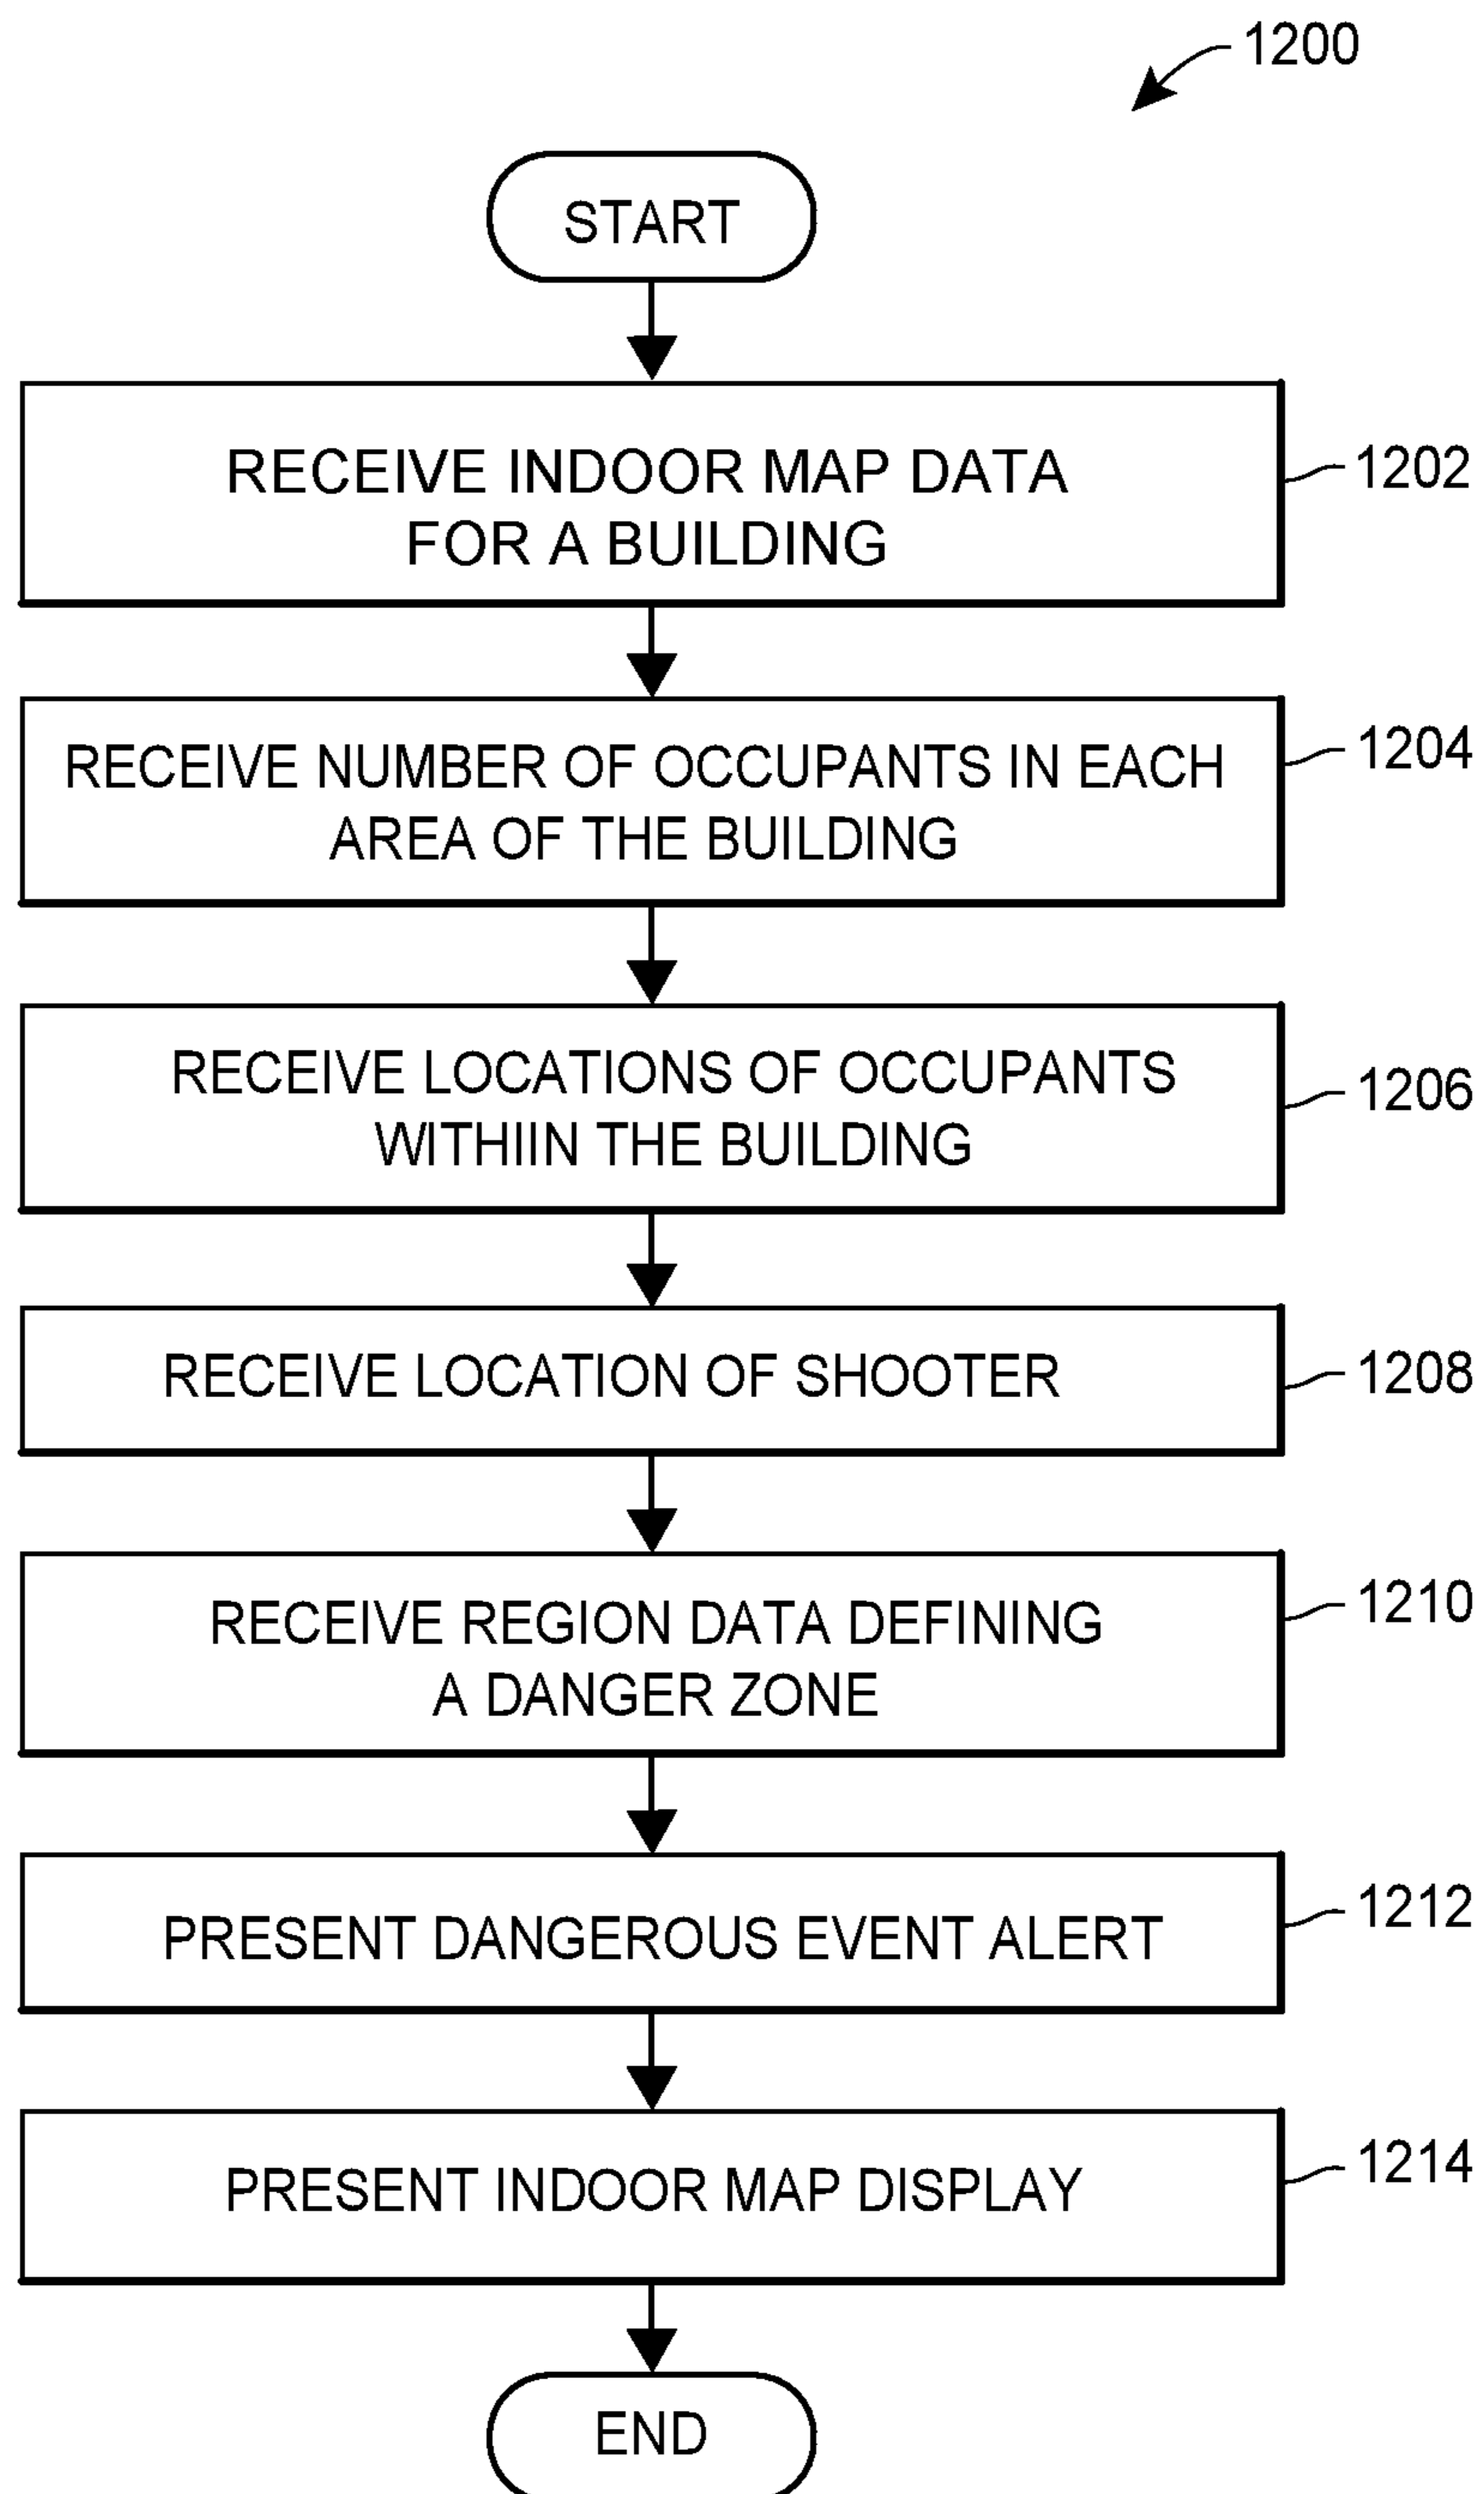 1200
START
RECEIVE INDOOR MAP DATA
FOR A BUILDING
1202
RECEIVE NUMBER OF OCCUPANTS IN EACH
AREA OF THE BUILDING
1204
RECEIVE LOCATIONS OF OCCUPANTS
WITHIIN THE BUILDING
1206
RECEIVE LOCATION OF SHOOTER
1208
RECEIVE REGION DATA DEFINING
A DANGER ZONE
1210
PRESENT DANGEROUS EVENT ALERT
1212
PRESENT INDOOR MAP DISPLAY
1214
END